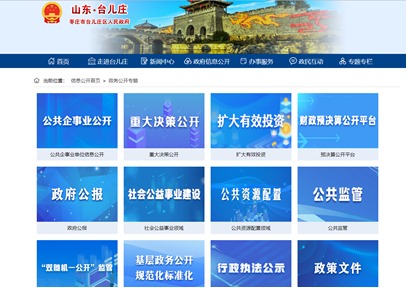 山东·台儿庄
枣庄市台儿庄区人民政府
首页 走进台儿庄 新闻中心 政府信息公开 办事服务 政民互动 专题专栏
当前位置: 信息公开首页 > 政务公开专题
公共企事业公开 重大决策公开 扩大有效投资 财政预决算公开平台
公共企事业单位信息公开 重大决策公开 扩大有效投资 预决算公开平台
政府公报 社会公益事业建设 公共资源配置 公共监管
政府公报 社会公益事业领域 公共资源配置领域 公共监管
“双随机一公开”监管 基层政务公开 行政执法公示 政策文件
规范化标准化